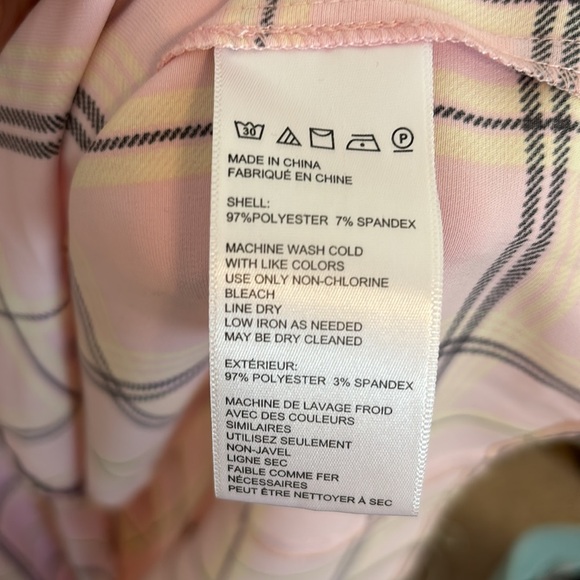 30
P
MADE IN CHINA
FABRIQUÉ EN CHINE
SHELL:
97%POLYESTER 7% SPANDEX
MACHINE WASH COLD
WITH LIKE COLORS
USE ONLY NON-CHLORINE
BLEACH
LINE DRY
LOW IRON AS NEEDED
MAY BE DRY CLEANED
EXTÉRIEUR:
97% POLYESTER 3% SPANDEX
MACHINE DE LAVAGE FROID
AVEC DES COULEURS
SIMILAIRES
UTILISEZ SEULEMENT
NON-JAVEL
LIGNE SEC
FAIBLE COMME FER
NÉCESSAIRES
PEUT ÊTRE NETTOYER À SEC